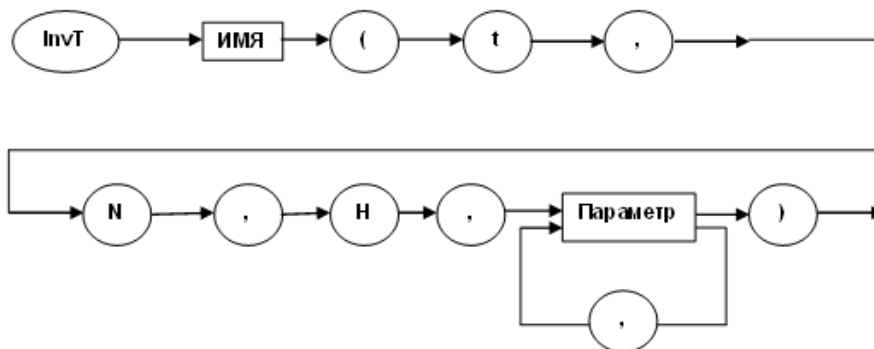 InvT ИМЯ ( t ,
N , H , Параметр )
,